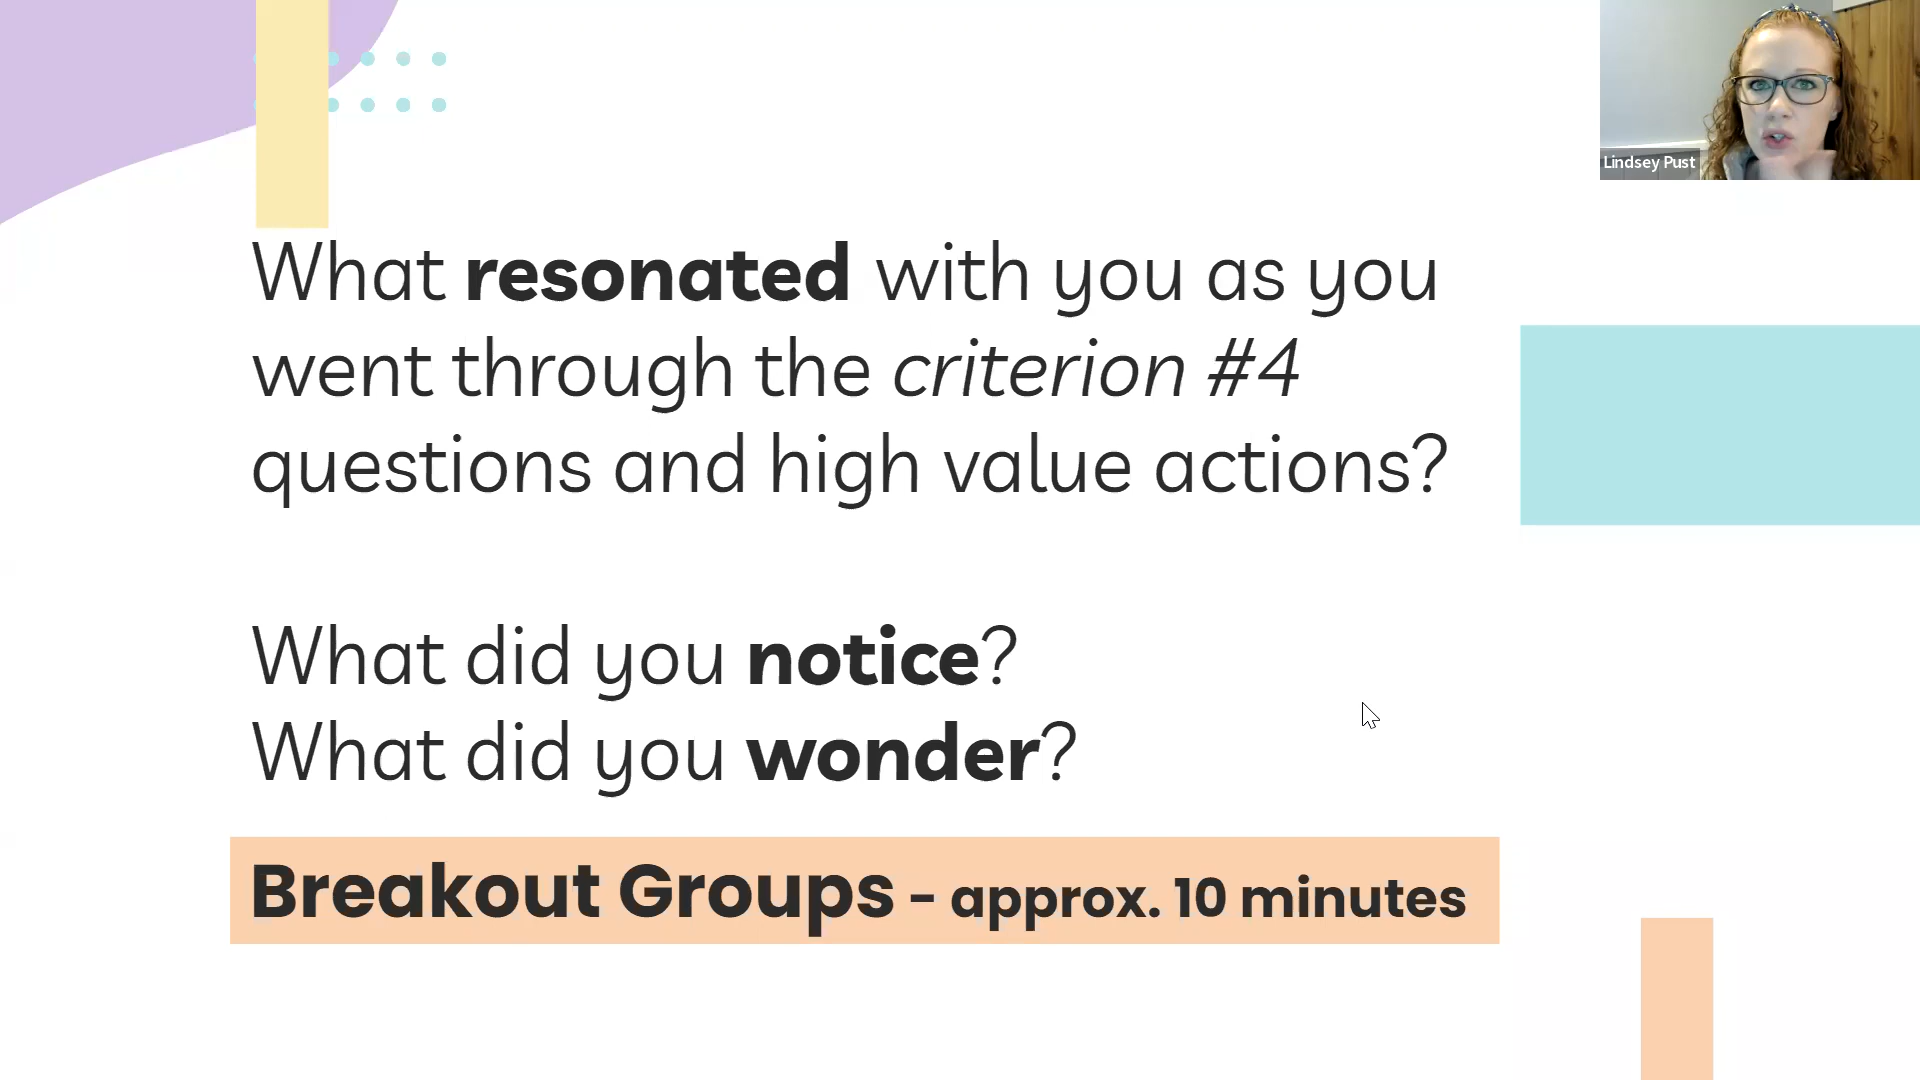 Lindsey Pust
What resonated with you as you
went through the criterion #4
questions and high value actions?
What did you notice?
What did you wonder?
Breakout Groups - approx. 10 minutes